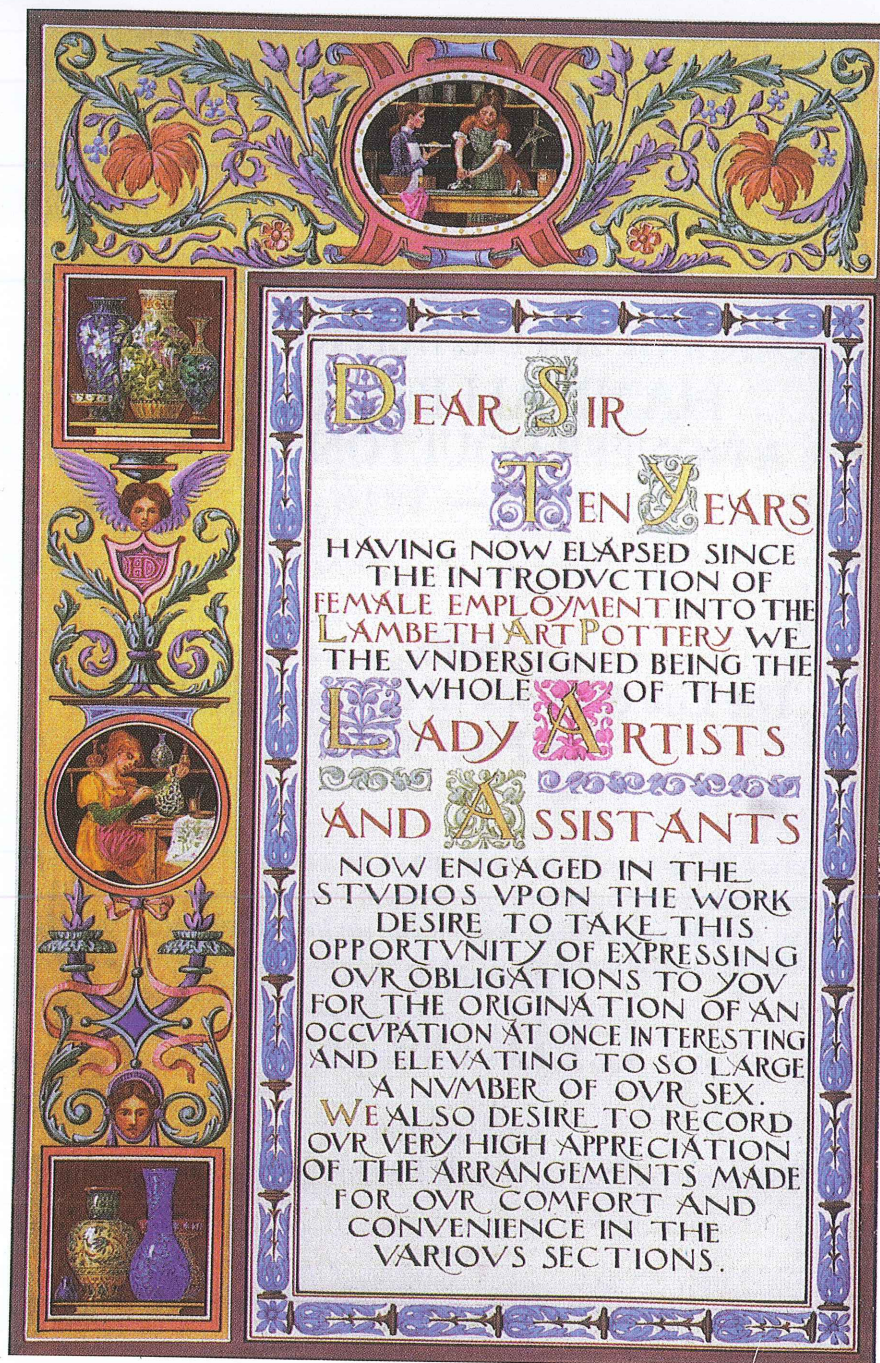 DEAR SIR
TEN YEARS
HAVING NOW ELAPSED SINCE
THE INTRODVCTION OF
FEMALE EMPLOYMENT INTO THE
LAMBETH ART POTTERY WE
THE VNDERSIGNED BEING THE
WHOLE OF THE
LADY ARTISTS
AND ASSISTANTS
NOW ENGAGED IN THE
STVDIOS VPON THE WORK
DESIRE TO TAKE THIS
OPPORTVNITY OF EXPRESSING
OVR OBLIGATIONS TO YOV
FOR THE ORIGINATION OF AN
OCCVPATION AT ONCE INTERESTING
AND ELEVATING TO SO LARGE
A NVMBER OF OVR SEX.
WE ALSO DESIRE TO RECORD
OVR VERY HIGH APPRECIATION
OF THE ARRANGEMENTS MADE
FOR OVR COMFORT AND
CONVENIENCE IN THE
VARIOVS SECTIONS.